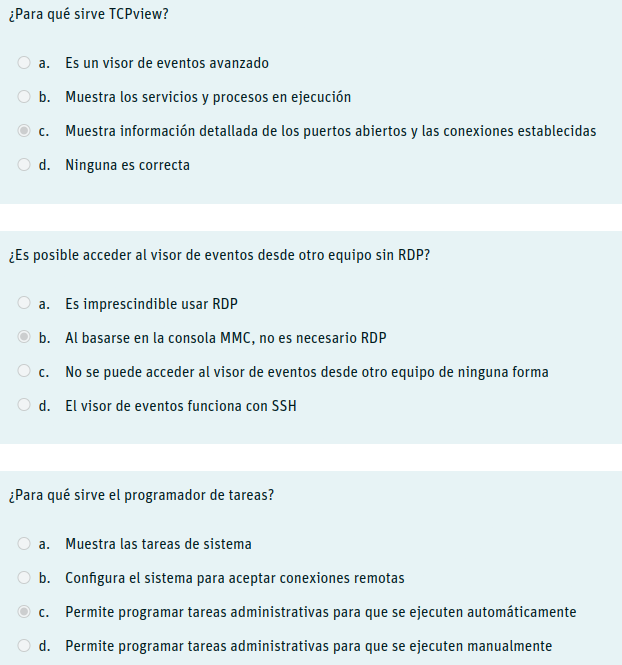 ¿Para qué sirve TCPview?
a. Es un visor de eventos avanzado
b. Muestra los servicios y procesos en ejecución
c. Muestra información detallada de los puertos abiertos y las conexiones establecidas
d. Ninguna es correcta
¿Es posible acceder al visor de eventos desde otro equipo sin RDP?
a. Es imprescindible usar RDP
b. Al basarse en la consola MMC, no es necesario RDP
c. No se puede acceder al visor de eventos desde otro equipo de ninguna forma
d. El visor de eventos funciona con SSH
¿Para qué sirve el programador de tareas?
a. Muestra las tareas de sistema
b. Configura el sistema para aceptar conexiones remotas
c. Permite programar tareas administrativas para que se ejecuten automáticamente
d. Permite programar tareas administrativas para que se ejecuten manualmente